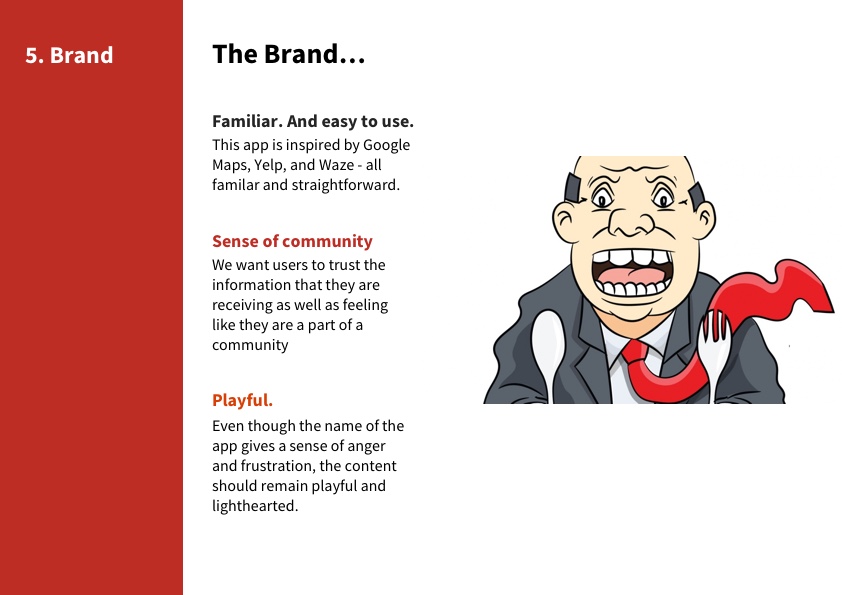 5. Brand
The Brand...
Familiar. And easy to use.
This app is inspired by Google
Maps, Yelp, and Waze - all
familar and straightforward.
Sense of community
We want users to trust the
information that they are
receiving as well as feeling
like they are a part of a
community
Playful.
Even though the name of the
app gives a sense of anger
and frustration, the content
should remain playful and
lighthearted.